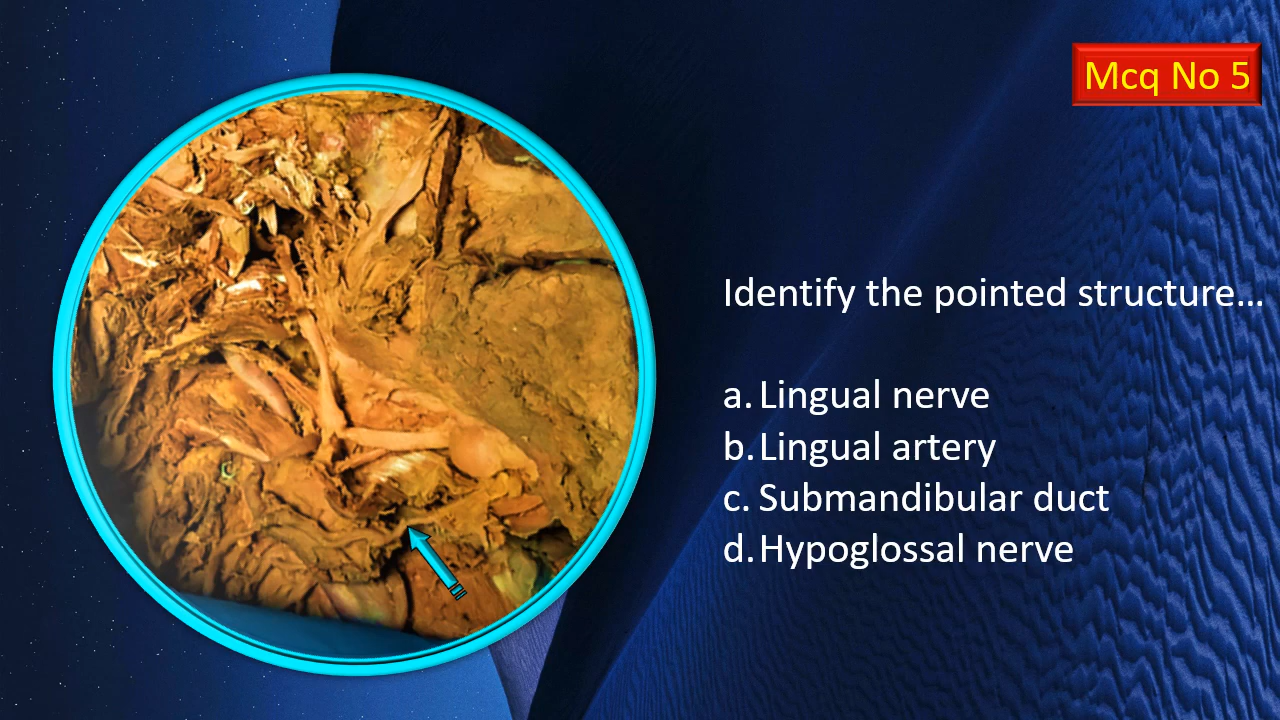 Mcq No 5
Identify the pointed structure…
a. Lingual nerve
b. Lingual artery
c. Submandibular duct
d. Hypoglossal nerve